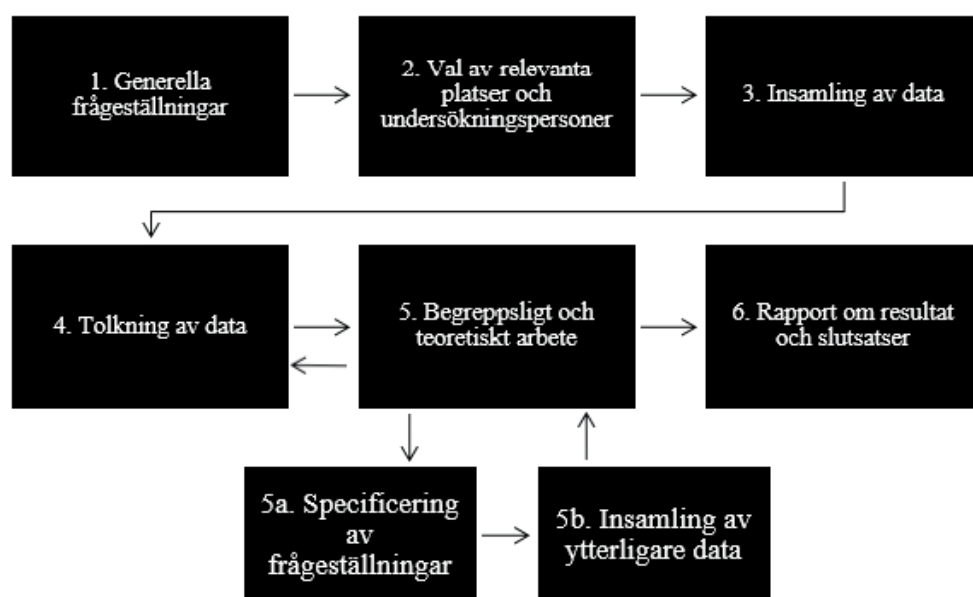 1. Generella
frågeställningar
2. Val av relevanta
platser och
undersökningspersoner
3. Insamling av data
4. Tolkning av data
5. Begreppsligt och
teoretiskt arbete
6. Rapport om resultat
och slutsatser
5a. Specificering
av
frågeställningar
5b. Insamling av
ytterligare data